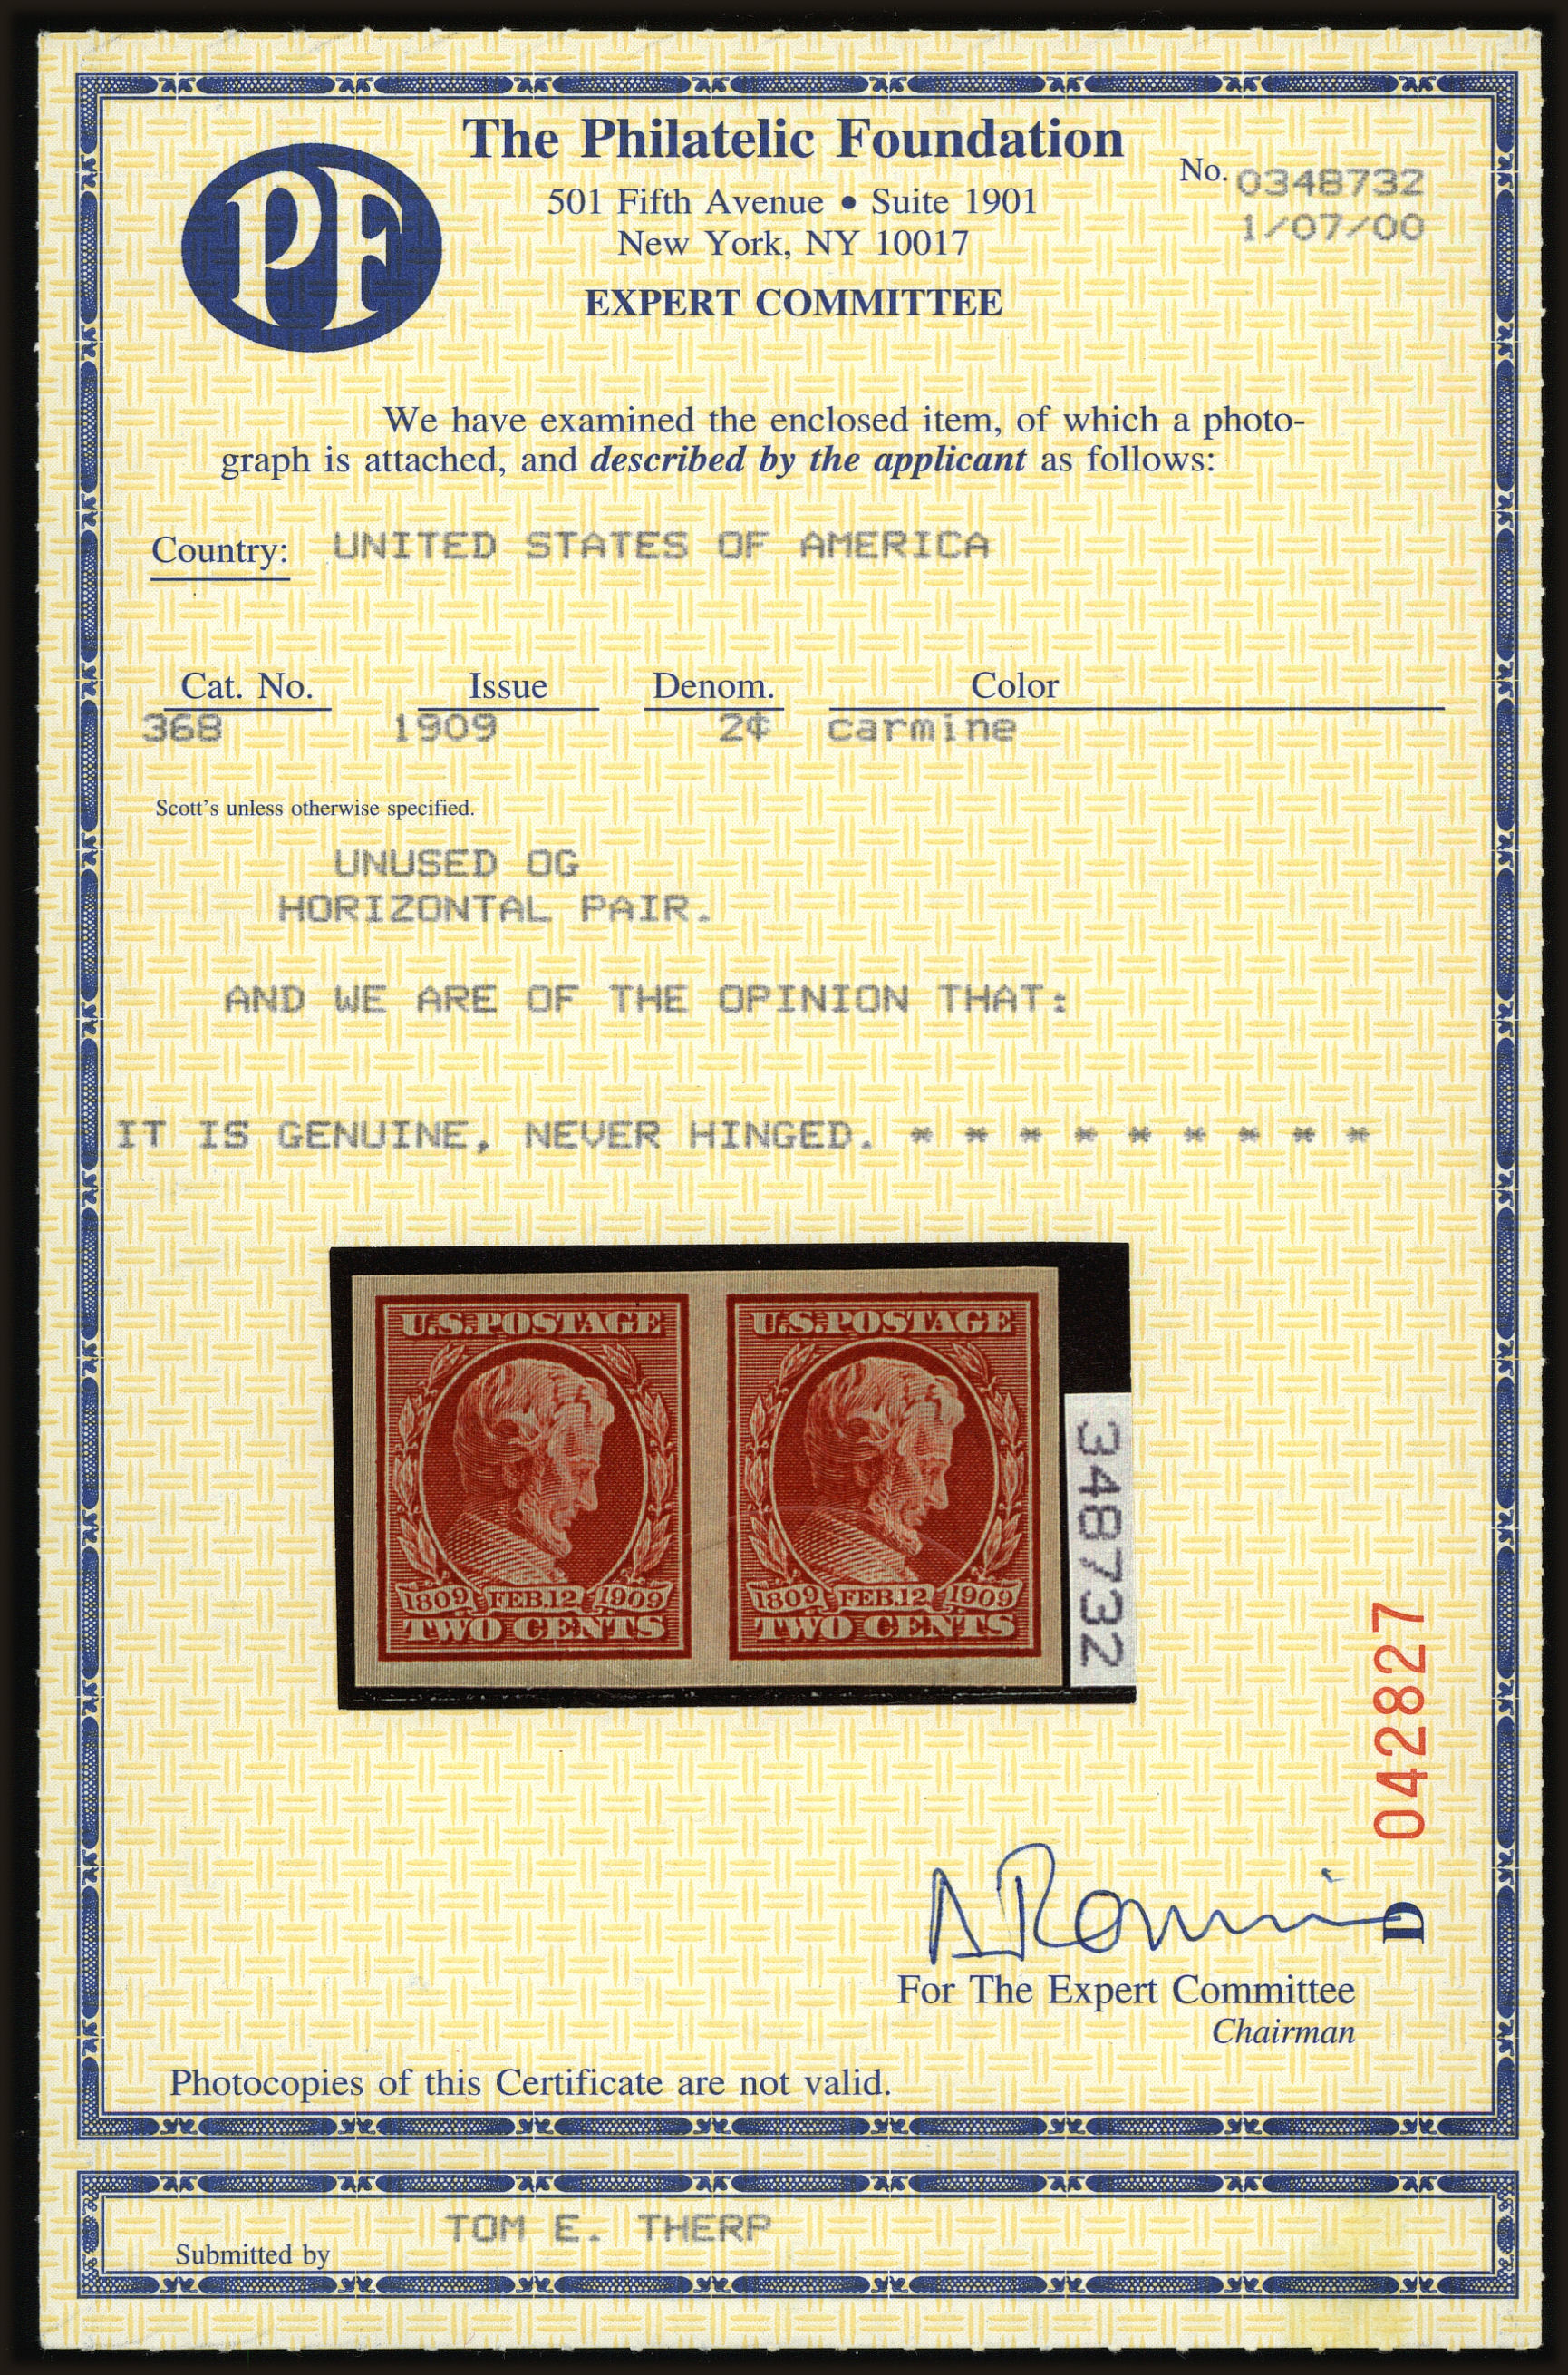 PF
The Philatelic Foundation
No. 0348732
501 Fifth Avenue • Suite 1901
1/07/00
New York, NY 10017
EXPERT COMMITTEE
We have examined the enclosed item, of which a photo-
graph is attached, and described by the applicant as follows:
Country: UNITED STATES OF AMERICA
Cat. No. Issue Denom. Color
368 1909 2¢ carmine
Scott's unless otherwise specified.
UNUSED OG
HORIZONTAL PAIR.
AND WE ARE OF THE OPINION THAT:
IT IS GENUINE, NEVER HINGED. * * * * * * * * *
U.S.POSTAGE U.S.POSTAGE
1809 FEB.12 1909 1809 FEB.12 1909
TWO CENTS TWO CENTS
348732
D 042827
For The Expert Committee
Chairman
Photocopies of this Certificate are not valid.
TOM E. THERP
Submitted by